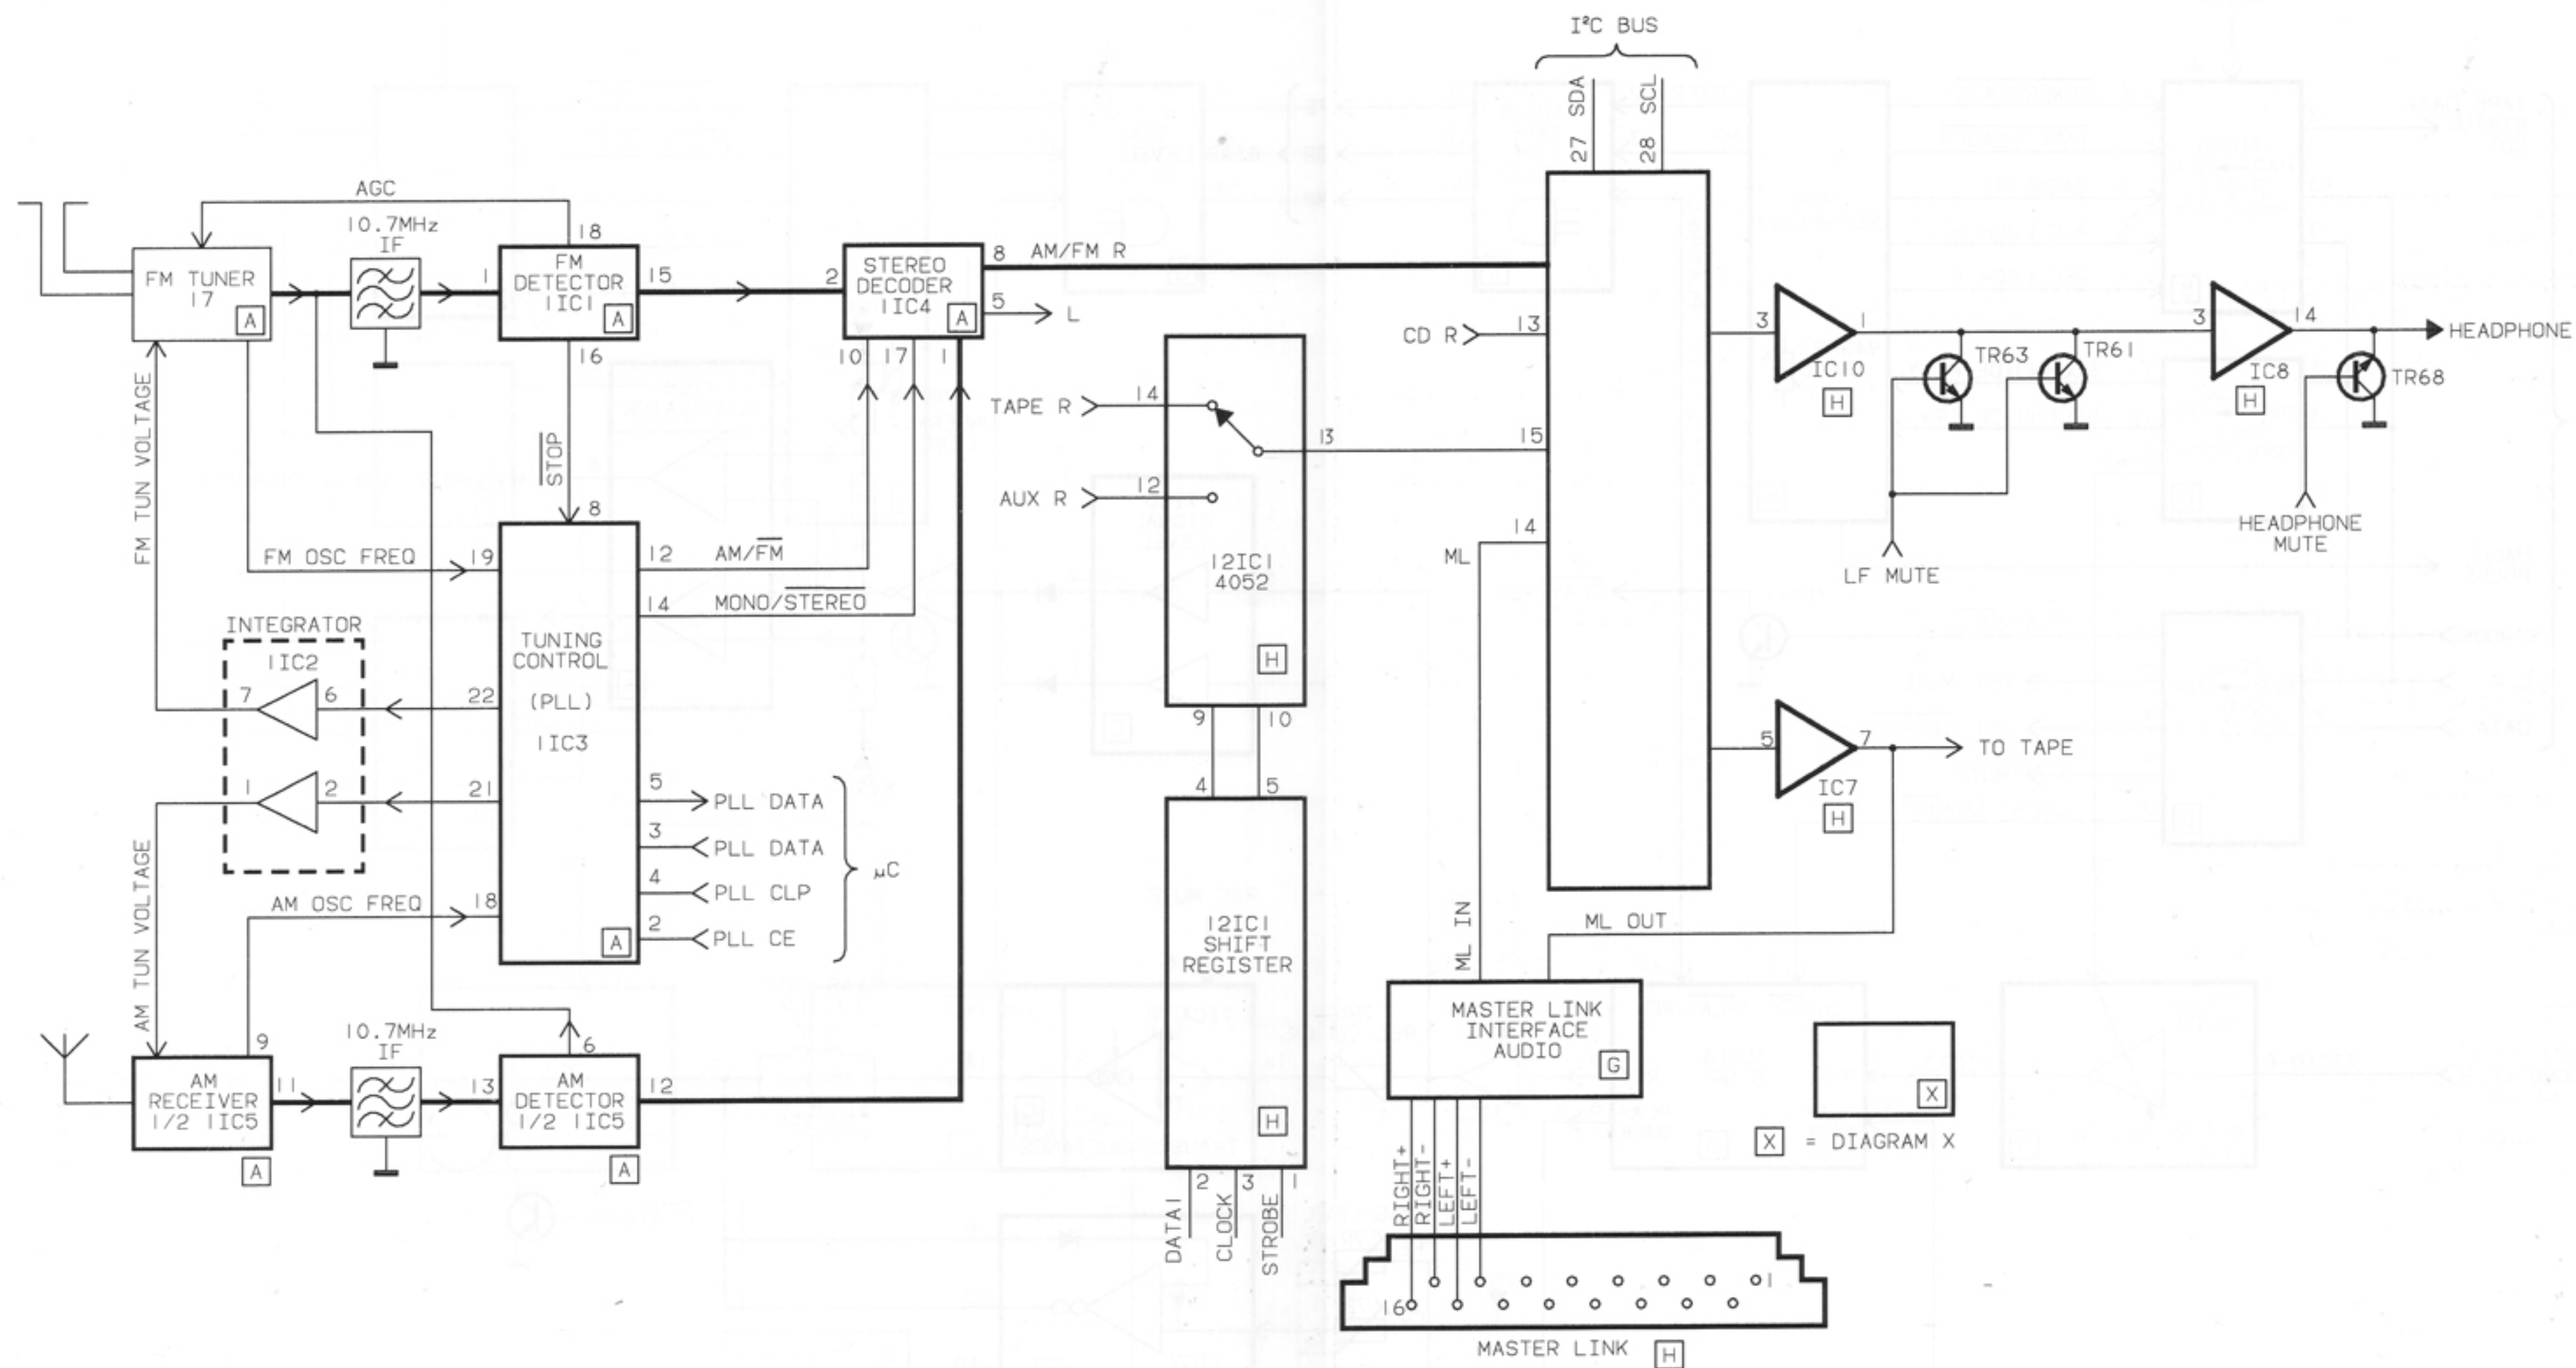 I²C BUS
27 SDA
28 SCL
AGC
10.7MHz
IF
18
FM TUNER
17
A
1
FM
DETECTOR
1IC1
A
15
16
2
STEREO
DECODER
1IC4
A
8
AM/FM R
5
L
10
17
1
FM TUN VOLTAGE
STOP
8
FM OSC FREQ
19
12
AM/FM
14
MONO/STEREO
INTEGRATOR
1IC2
7
6
22
1
2
21
TUNING
CONTROL
(PLL)
1IC3
A
5
PLL DATA
3
PLL DATA
4
PLL CLP
2
PLL CE
µC
AM TUN VOLTAGE
AM OSC FREQ
18
9
AM
RECEIVER
1/2 1IC5
A
11
10.7MHz
IF
13
6
AM
DETECTOR
1/2 1IC5
A
12
TAPE R
14
AUX R
12
13
12IC1
4052
H
9
10
4
5
12IC1
SHIFT
REGISTER
H
2
3
1
DATA1
CLOCK
STROBE
CD R
13
15
14
ML
ML IN
3
1
IC10
H
TR63
TR61
LF MUTE
3
14
IC8
H
TR68
HEADPHONE
HEADPHONE
MUTE
5
7
IC7
H
TO TAPE
ML OUT
MASTER LINK
INTERFACE
AUDIO
G
RIGHT+
RIGHT-
LEFT+
LEFT-
X
X = DIAGRAM X
1
16
MASTER LINK
H